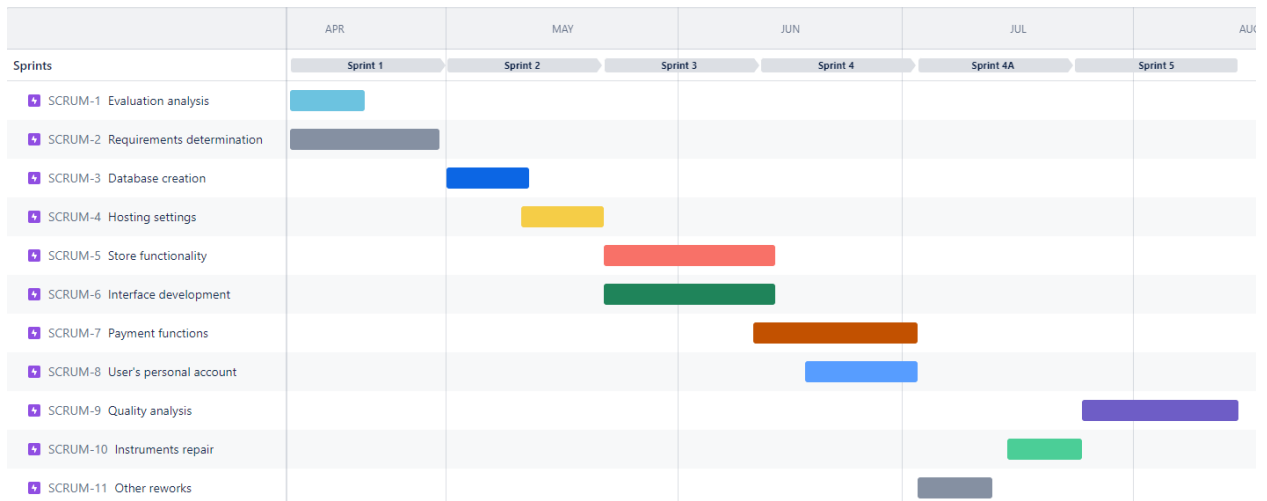 APR MAY JUN JUL AUG
Sprints Sprint 1 Sprint 2 Sprint 3 Sprint 4 Sprint 4A Sprint 5
SCRUM-1 Evaluation analysis
SCRUM-2 Requirements determination
SCRUM-3 Database creation
SCRUM-4 Hosting settings
SCRUM-5 Store functionality
SCRUM-6 Interface development
SCRUM-7 Payment functions
SCRUM-8 User's personal account
SCRUM-9 Quality analysis
SCRUM-10 Instruments repair
SCRUM-11 Other reworks